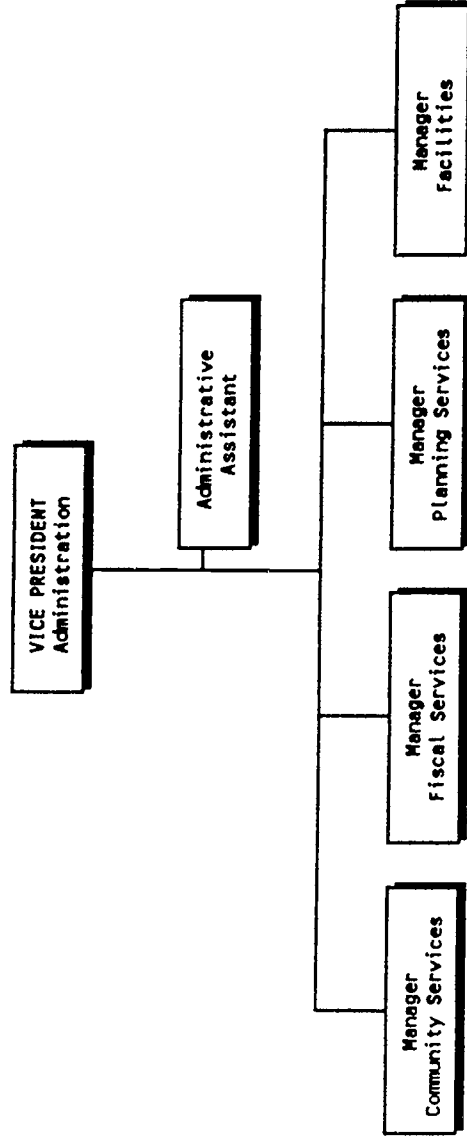 VICE PRESIDENT
Administration
Administrative
Assistant
Manager
Community Services
Manager
Fiscal Services
Manager
Planning Services
Manager
Facilities